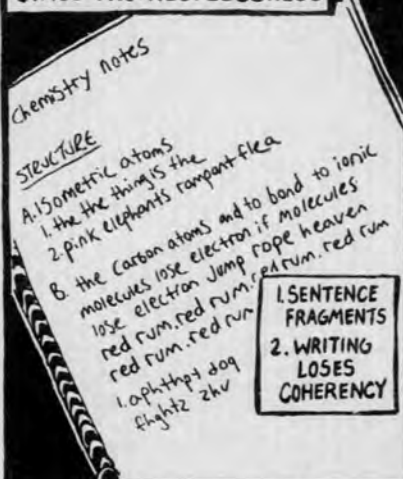 Chemistry notes
STRUCTURE
A. ISometric atoms
1. the the thing is the
2. pink elephants rampant flea
B. the carbon atoms and to bond to ionic
molecules lose electron if molecules
lose electron jump rope heaven
red rum. red rum. red rum. red rum
red rum. red rum
1. aphthpy dog
fhghtz zhv
1. SENTENCE
FRAGMENTS
2. WRITING
LOSES
COHERENCY